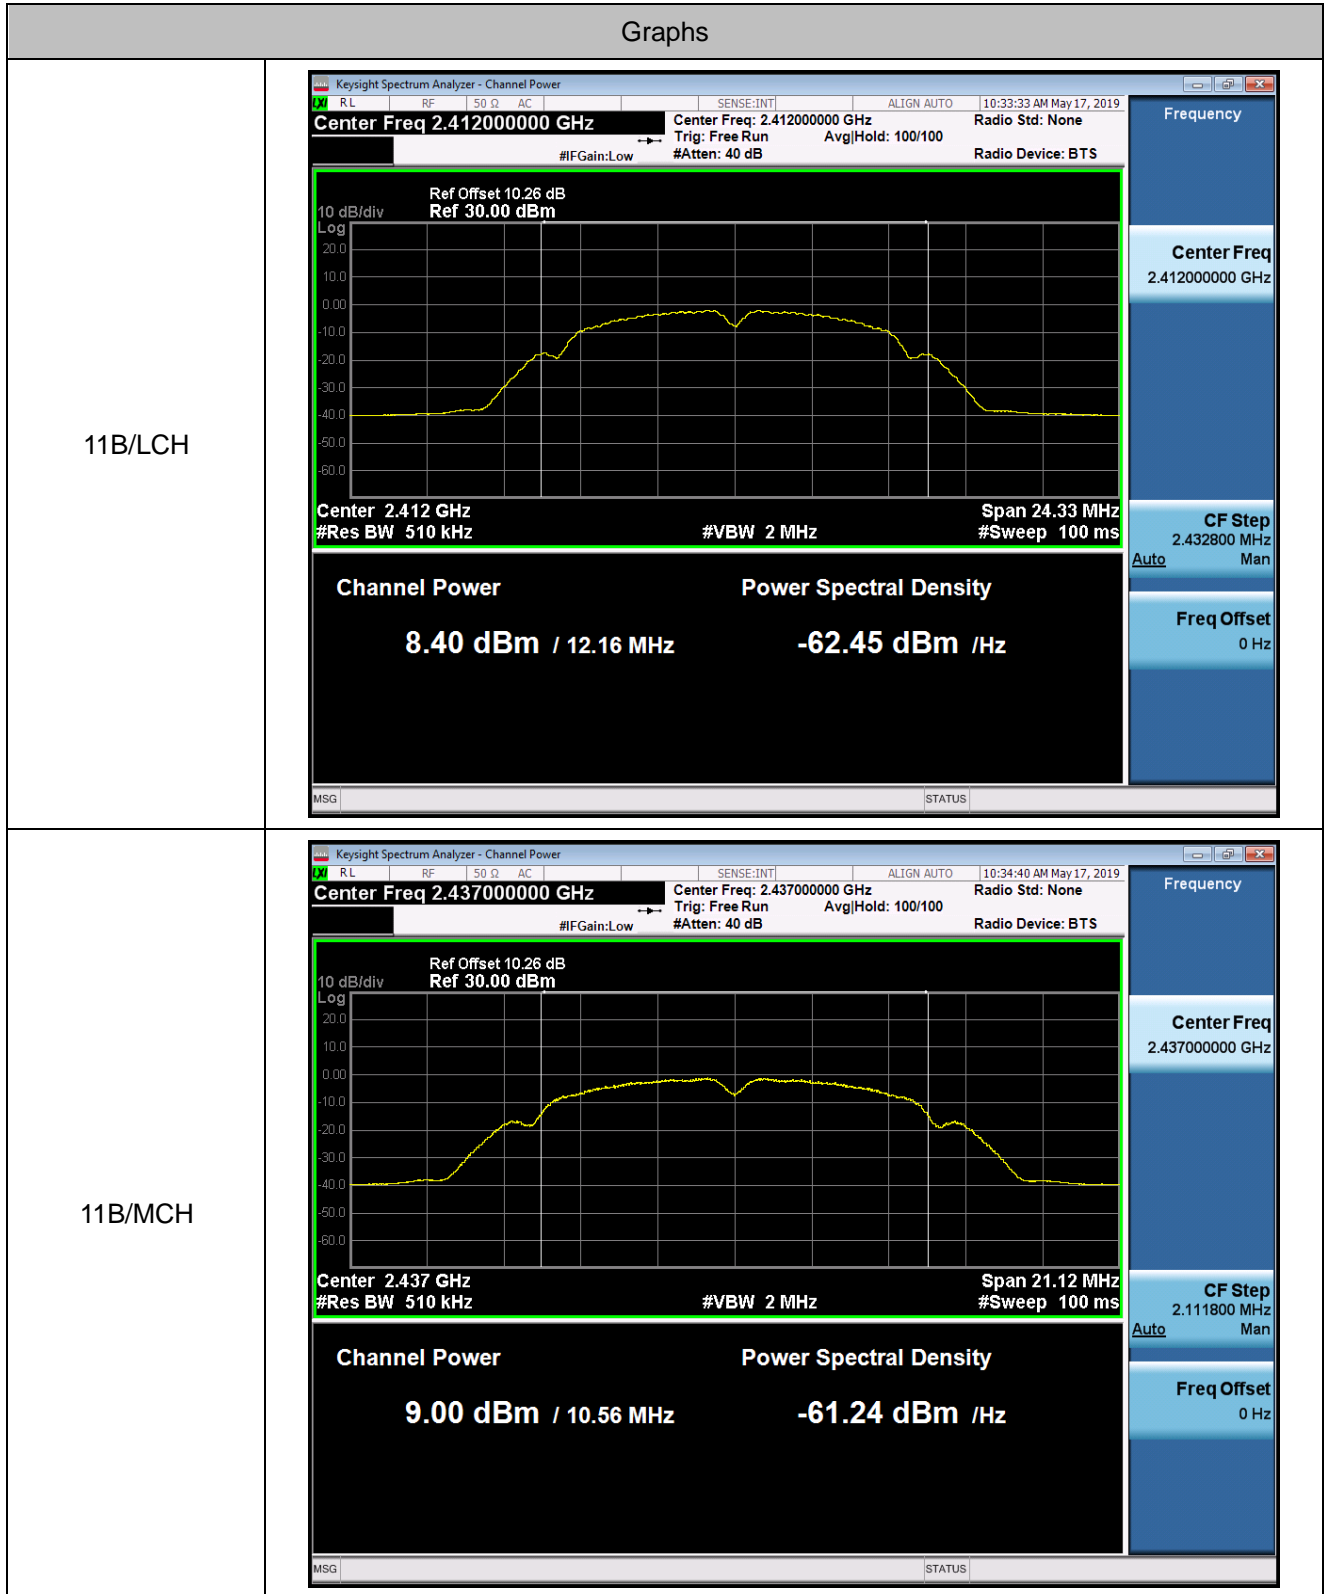 Graphs
11B/LCH
Keysight Spectrum Analyzer - Channel Power
LXI RL RF 50 Ω AC SENSE:INT ALIGN AUTO 10:33:33 AM May 17, 2019
Center Freq 2.412000000 GHz
Center Freq: 2.412000000 GHz
Radio Std: None
Trig: Free Run Avg|Hold: 100/100
#IFGain:Low
#Atten: 40 dB
Radio Device: BTS
Ref Offset 10.26 dB
10 dB/div Ref 30.00 dBm
Log
20.0
10.0
0.00
-10.0
-20.0
-30.0
-40.0
-50.0
-60.0
Center 2.412 GHz Span 24.33 MHz
#Res BW 510 kHz #VBW 2 MHz #Sweep 100 ms
Channel Power Power Spectral Density
8.40 dBm / 12.16 MHz -62.45 dBm /Hz
MSG STATUS
Frequency
Center Freq
2.412000000 GHz
CF Step
2.432800 MHz
Auto Man
Freq Offset
0 Hz
11B/MCH
Keysight Spectrum Analyzer - Channel Power
LXI RL RF 50 Ω AC SENSE:INT ALIGN AUTO 10:34:40 AM May 17, 2019
Center Freq 2.437000000 GHz
Center Freq: 2.437000000 GHz
Radio Std: None
Trig: Free Run Avg|Hold: 100/100
#IFGain:Low
#Atten: 40 dB
Radio Device: BTS
Ref Offset 10.26 dB
10 dB/div Ref 30.00 dBm
Log
20.0
10.0
0.00
-10.0
-20.0
-30.0
-40.0
-50.0
-60.0
Center 2.437 GHz Span 21.12 MHz
#Res BW 510 kHz #VBW 2 MHz #Sweep 100 ms
Channel Power Power Spectral Density
9.00 dBm / 10.56 MHz -61.24 dBm /Hz
MSG STATUS
Frequency
Center Freq
2.437000000 GHz
CF Step
2.111800 MHz
Auto Man
Freq Offset
0 Hz